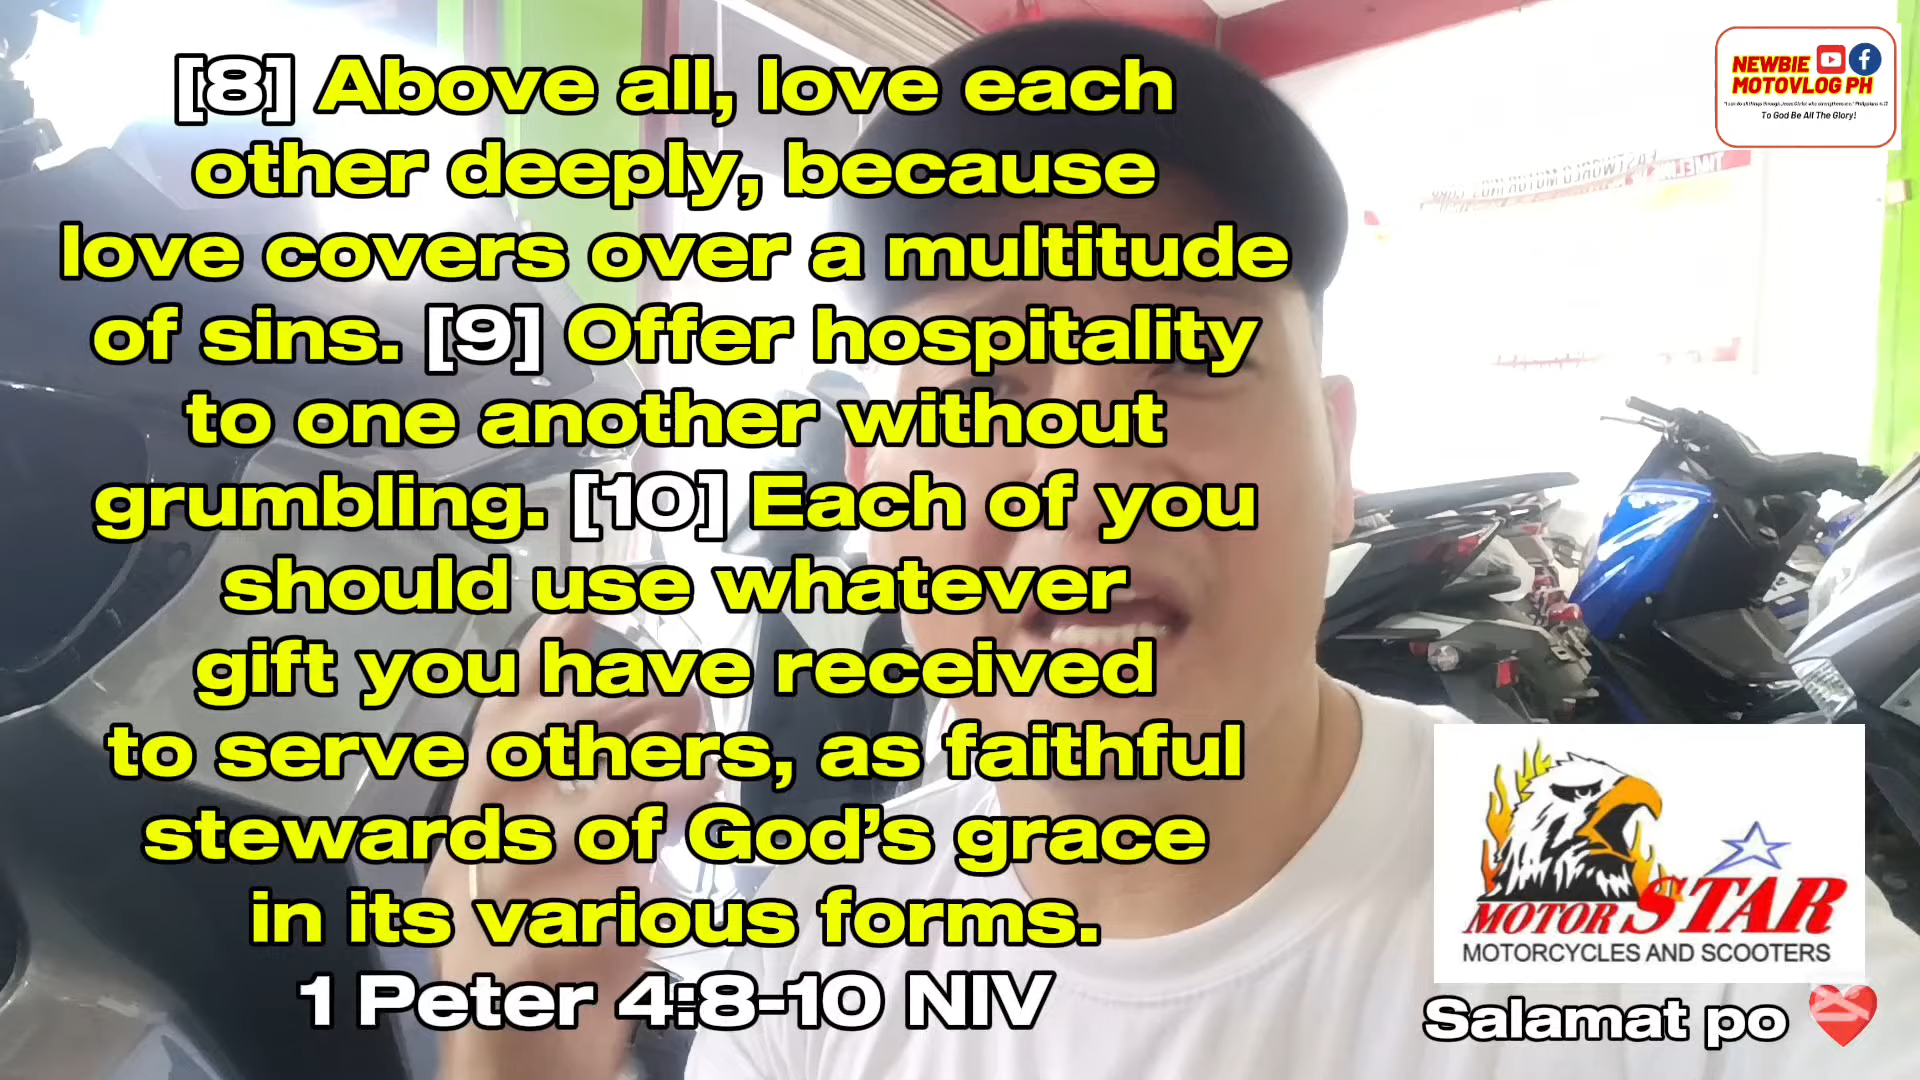 [8] Above all, love each
other deeply, because
love covers over a multitude
of sins. [9] Offer hospitality
to one another without
grumbling. [10] Each of you
should use whatever
gift you have received
to serve others, as faithful
stewards of God's grace
in its various forms.
1 Peter 4:8-10 NIV
NEWBIE
MOTOVLOG PH
To God Be All The Glory!
MOTOR STAR
MOTORCYCLES AND SCOOTERS
Salamat po